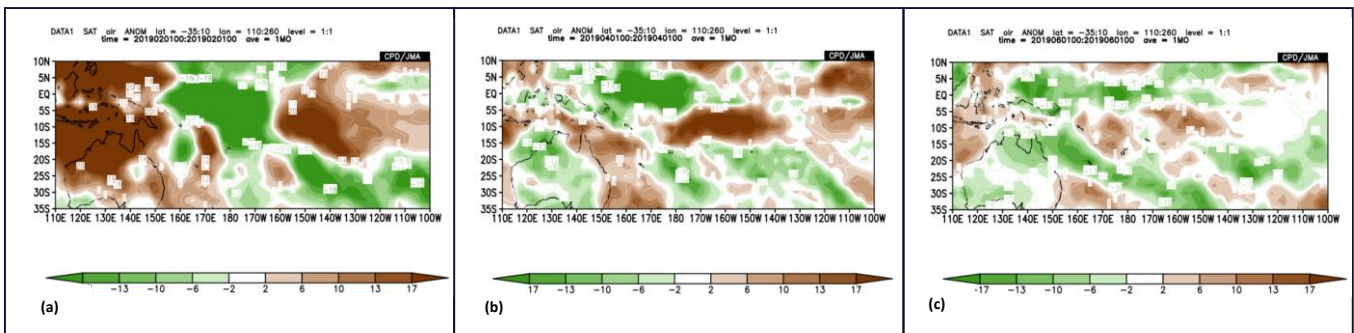 DATA1 SAT olr ANOM lat = -35:10 lon = 110:260 level = 1:1
time = 2019020100:2019020100 ave = 1MO
CPD/JMA
10N
5N
EQ
5S
10S
15S
20S
25S
30S
35S
110E 120E 130E 140E 150E 160E 170E 180 170W 160W 150W 140W 130W 120W 110W 100W
-13 -10 -6 -2 2 6 10 13 17
(a)
DATA1 SAT olr ANOM lat = -35:10 lon = 110:260 level = 1:1
time = 2019040100:2019040100 ave = 1MO
CPD/JMA
10N
5N
EQ
5S
10S
15S
20S
25S
30S
35S
110E 120E 130E 140E 150E 160E 170E 180 170W 160W 150W 140W 130W 120W 110W 100W
17 -13 -10 -6 -2 2 6 10 13 17
(b)
DATA1 SAT olr ANOM lat = -35:10 lon = 110:260 level = 1:1
time = 2019060100:2019060100 ave = 1MO
CPD/JMA
10N
5N
EQ
5S
10S
15S
20S
25S
30S
35S
110E 120E 130E 140E 150E 160E 170E 180 170W 160W 150W 140W 130W 120W 110W 100W
-17 -13 -10 -6 -2 2 6 10 13 17
(c)